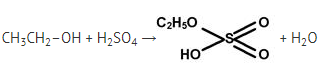 CH₃CH₂-OH + H₂SO₄ → C₂H₅O HO S O O + H₂O